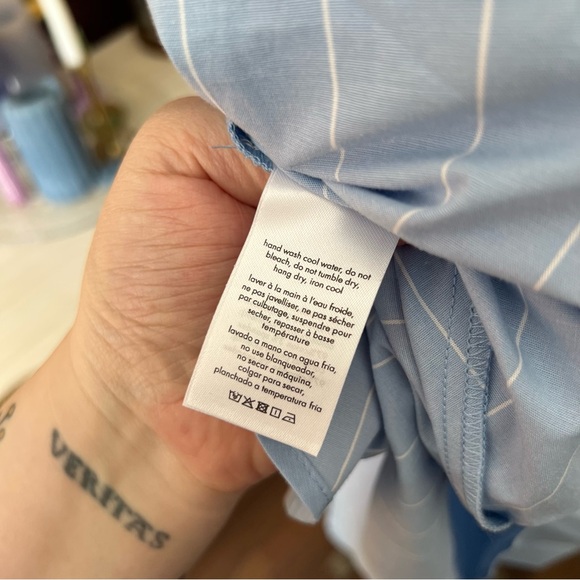 hand wash cool water, do not
bleach, do not tumble dry,
hang dry, iron cool
laver à la main à l'eau froide,
ne pas javelliser, ne pas sécher
par culbutage, suspendre pour
secher, repasser à basse
température
lavado a mano con agua fría,
no use blanqueador,
no secar a máquina,
colgar para secar,
planchado a temperatura fría
VERITAS